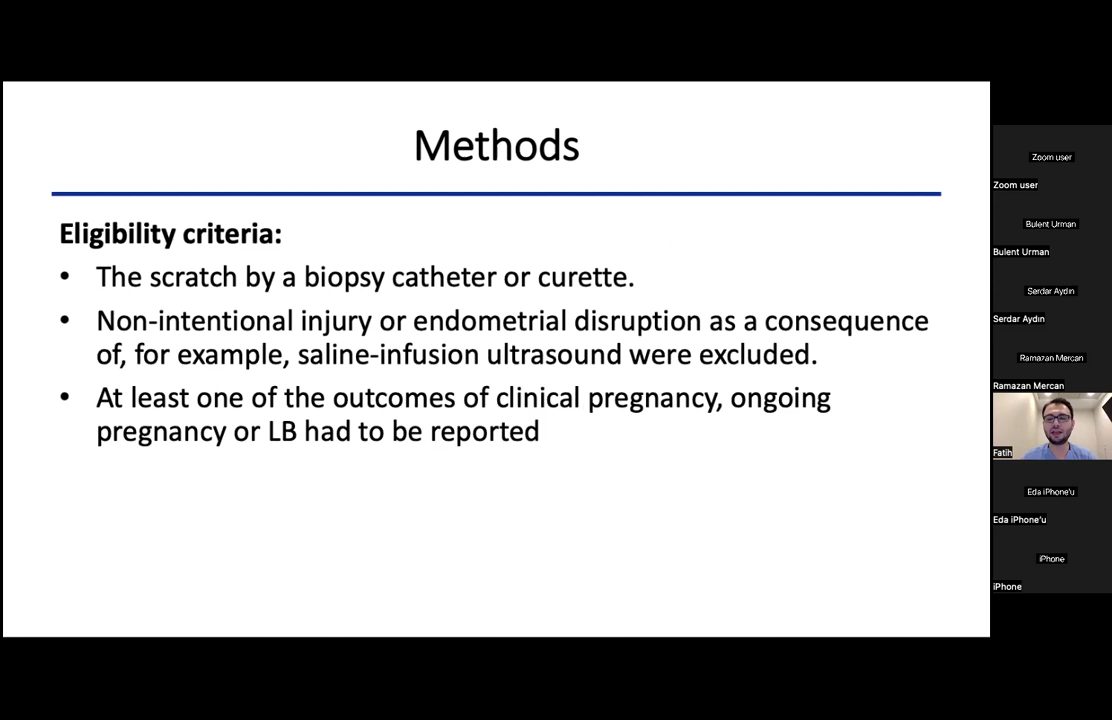 Methods
Eligibility criteria:
• The scratch by a biopsy catheter or curette.
• Non-intentional injury or endometrial disruption as a consequence
of, for example, saline-infusion ultrasound were excluded.
• At least one of the outcomes of clinical pregnancy, ongoing
pregnancy or LB had to be reported
Zoom user
Zoom user
Bulent Urman
Bulent Urman
Serdar Aydın
Serdar Aydın
Ramazan Mercan
Ramazan Mercan
Fatih
Eda iPhone'u
Eda iPhone'u
iPhone
iPhone